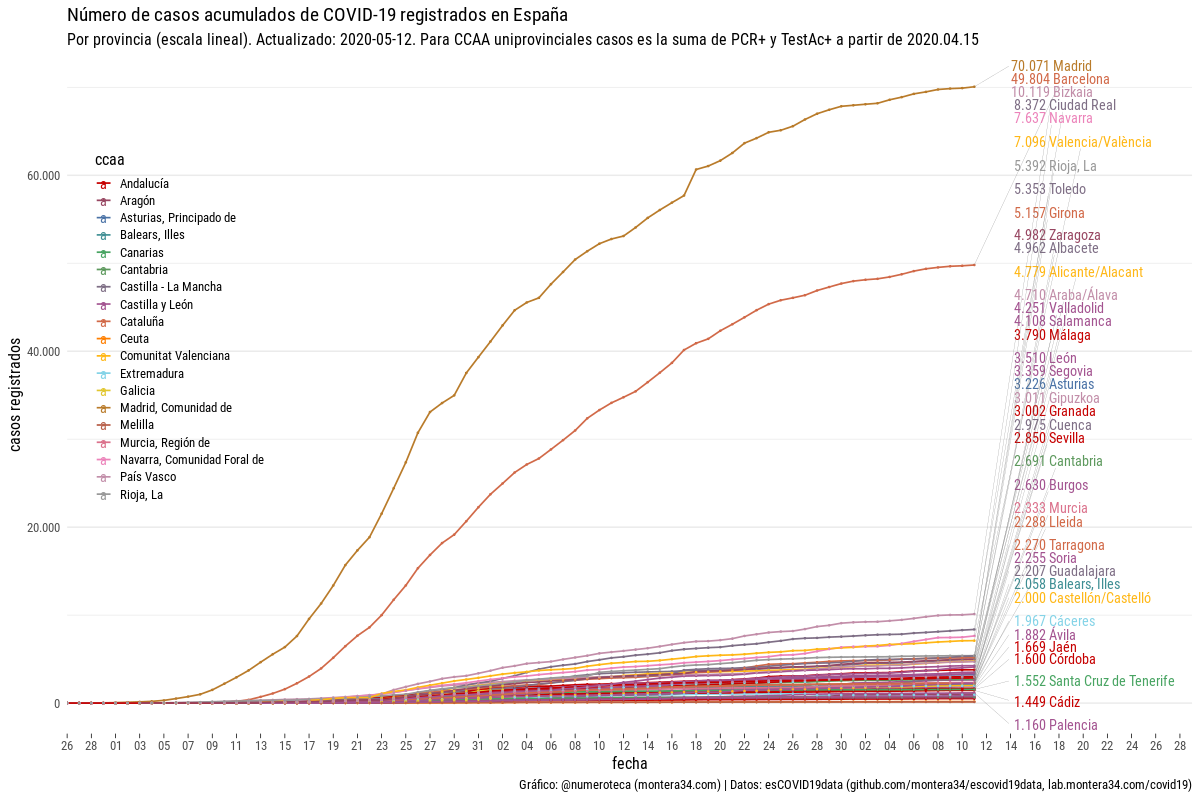 Número de casos acumulados de COVID-19 registrados en España
Por provincia (escala lineal). Actualizado: 2020-05-12. Para CCAA uniprovinciales casos es la suma de PCR+ y TestAc+ a partir de 2020.04.15
70.071 Madrid
49.804 Barcelona
10.119 Bizkaia
8.372 Ciudad Real
7.637 Navarra
7.096 Valencia/València
5.392 Rioja, La
5.353 Toledo
5.157 Girona
4.982 Zaragoza
4.962 Albacete
4.779 Alicante/Alacant
4.710 Araba/Álava
4.251 Valladolid
4.108 Salamanca
3.790 Málaga
3.510 León
3.359 Segovia
3.226 Asturias
3.011 Gipuzkoa
3.002 Granada
2.975 Cuenca
2.850 Sevilla
2.691 Cantabria
2.630 Burgos
2.333 Murcia
2.288 Lleida
2.270 Tarragona
2.255 Soria
2.207 Guadalajara
2.058 Balears, Illes
2.000 Castellón/Castelló
1.967 Cáceres
1.882 Ávila
1.669 Jaén
1.600 Córdoba
1.552 Santa Cruz de Tenerife
1.449 Cádiz
1.160 Palencia
ccaa
Andalucía
Aragón
Asturias, Principado de
Balears, Illes
Canarias
Cantabria
Castilla - La Mancha
Castilla y León
Cataluña
Ceuta
Comunitat Valenciana
Extremadura
Galicia
Madrid, Comunidad de
Melilla
Murcia, Región de
Navarra, Comunidad Foral de
País Vasco
Rioja, La
casos registrados
60.000
40.000
20.000
0
26 28 01 03 05 07 09 11 13 15 17 19 21 23 25 27 29 31 02 04 06 08 10 12 14 16 18 20 22 24 26 28 30 02 04 06 08 10 12 14 16 18 20 22 24 26 28
fecha
Gráfico: @numeroteca (montera34.com) | Datos: esCOVID19data (github.com/montera34/escovid19data, lab.montera34.com/covid19)